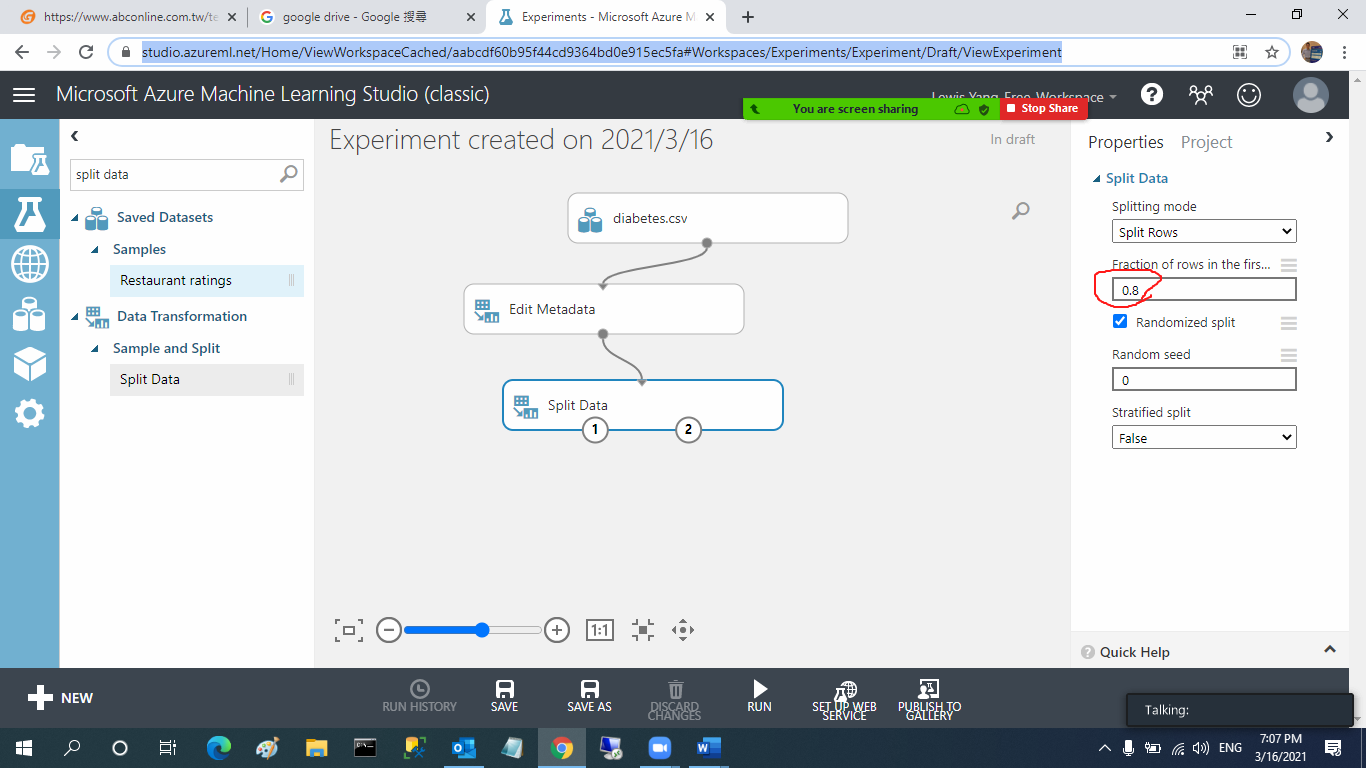 https://www.abconline.com.tw/te
google drive - Google 搜尋
Experiments - Microsoft Azure M
studio.azureml.net/Home/ViewWorkspaceCached/aabcdf60b95f44cd9364bd0e915ec5fa#Workspaces/Experiments/Experiment/Draft/ViewExperiment
Microsoft Azure Machine Learning Studio (classic)
Lewis Yang-Free-Workspace
You are screen sharing
Stop Share
split data
Saved Datasets
Samples
Restaurant ratings
Data Transformation
Sample and Split
Split Data
Experiment created on 2021/3/16
In draft
diabetes.csv
Edit Metadata
Split Data
1
2
1:1
Properties
Project
Split Data
Splitting mode
Split Rows
Fraction of rows in the firs...
0.8
Randomized split
Random seed
0
Stratified split
False
Quick Help
NEW
RUN HISTORY
SAVE
SAVE AS
DISCARD
CHANGES
RUN
SET UP WEB
SERVICE
PUBLISH TO
GALLERY
Talking:
ENG
7:07 PM
3/16/2021